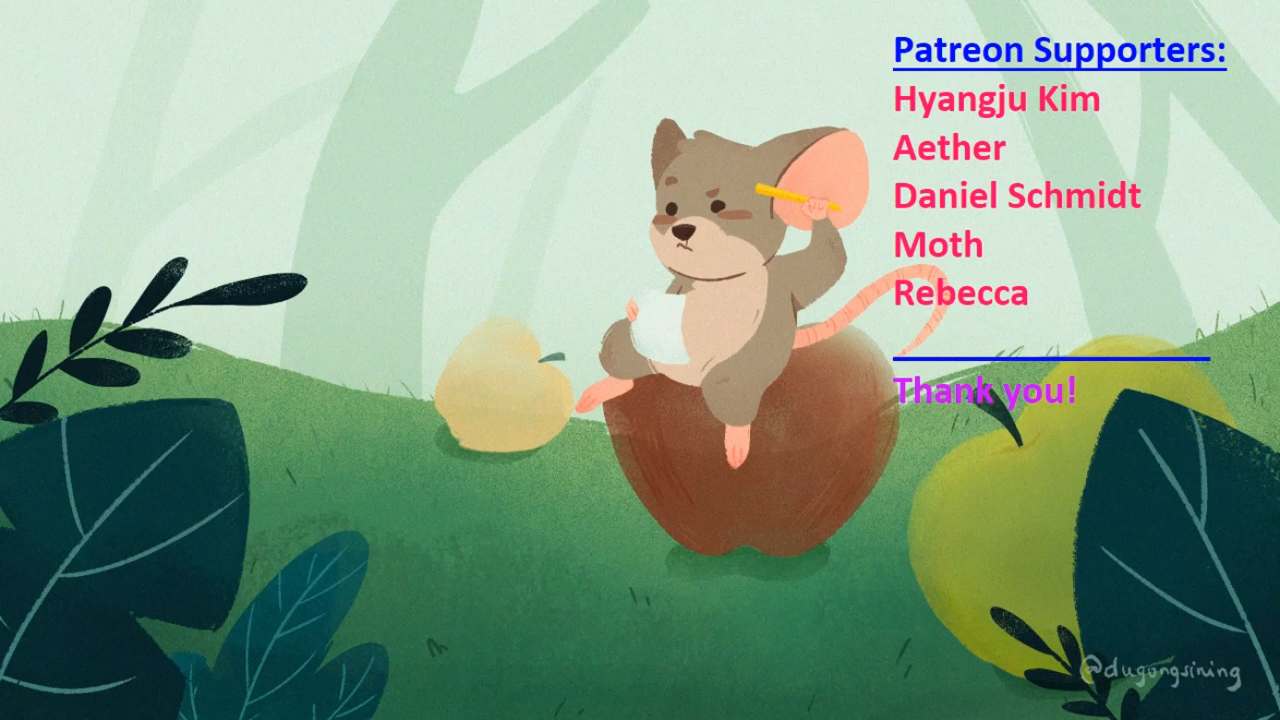 Patreon Supporters:
Hyangju Kim
Aether
Daniel Schmidt
Moth
Rebecca
Thank you!
@dugongsining